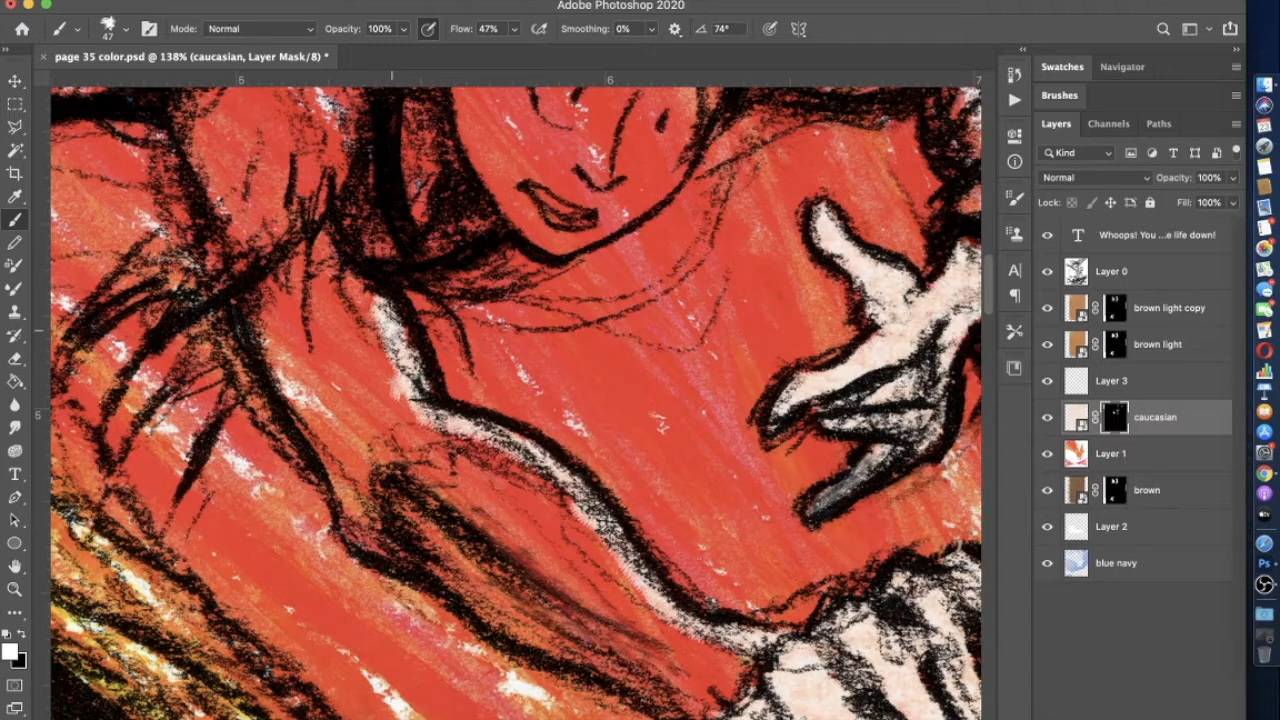 Adobe Photoshop 2020
47
Mode: Normal
Opacity: 100%
Flow: 47%
Smoothing: 0%
74°
page 35 color.psd @ 138% (caucasian, Layer Mask/8) *
5
6
7
5
Swatches
Navigator
Brushes
Layers
Channels
Paths
Kind
Normal
Opacity: 100%
Lock:
Fill: 100%
Whoops! You ...e life down!
Layer 0
brown light copy
brown light
Layer 3
caucasian
Layer 1
brown
Layer 2
blue navy